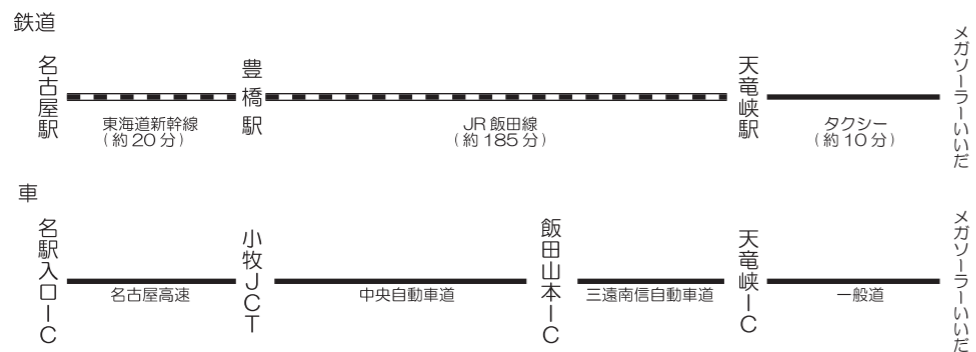 鉄道
名古屋駅
東海道新幹線
(約20分)
豊橋駅
JR飯田線
(約185分)
天竜峡駅
タクシー
(約10分)
メガソーラーいいだ
車
名駅入口IC
名古屋高速
小牧JCT
中央自動車道
飯田山本IC
三遠南信自動車道
天竜峡IC
一般道
メガソーラーいいだ